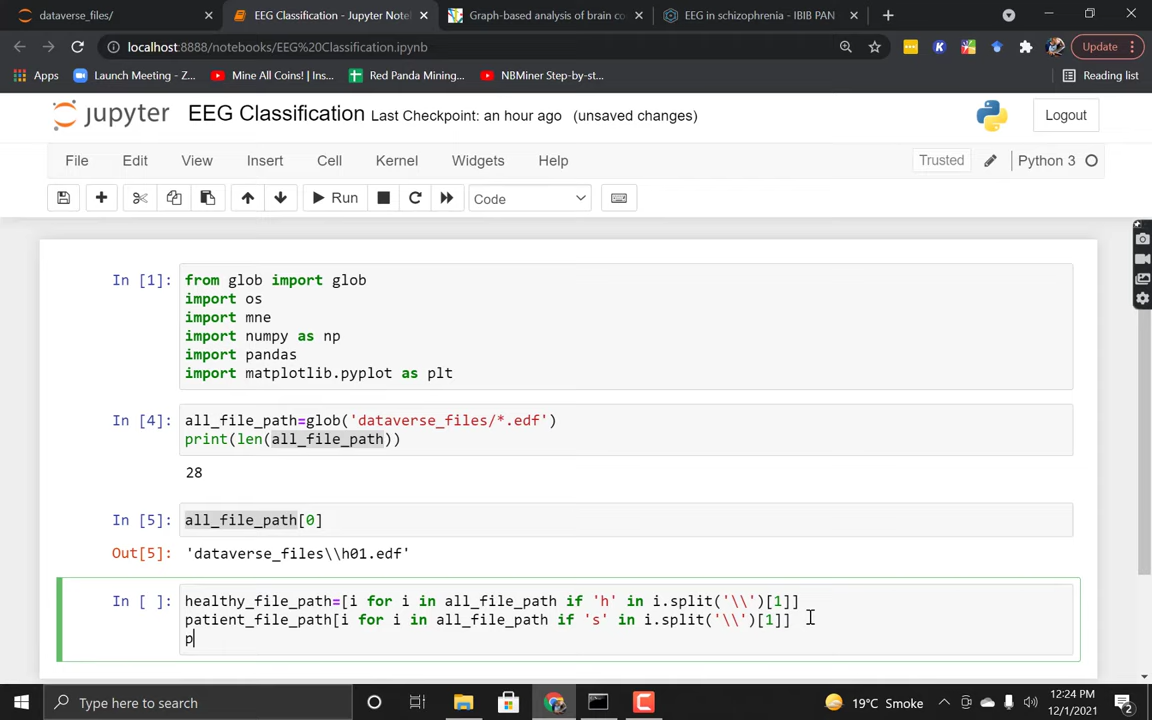 dataverse_files/
EEG Classification - Jupyter Note
Graph-based analysis of brain co
EEG in schizophrenia - IBIB PAN
localhost:8888/notebooks/EEG%20Classification.ipynb
Update
Apps
Launch Meeting - Z...
Mine All Coins! | Ins...
Red Panda Mining...
NBMiner Step-by-st...
Reading list
jupyter
EEG Classification Last Checkpoint: an hour ago (unsaved changes)
Logout
File Edit View Insert Cell Kernel Widgets Help
Trusted
Python 3
Run
Code
In [1]:
from glob import glob
import os
import mne
import numpy as np
import pandas
import matplotlib.pyplot as plt
In [4]:
all_file_path=glob('dataverse_files/*.edf')
print(len(all_file_path))
28
In [5]:
all_file_path[0]
Out[5]:
'dataverse_files\\h01.edf'
In [ ]:
healthy_file_path=[i for i in all_file_path if 'h' in i.split('\\')[1]]
patient_file_path[i for i in all_file_path if 's' in i.split('\\')[1]]
p
Type here to search
19°C Smoke
12:24 PM
12/1/2021
2